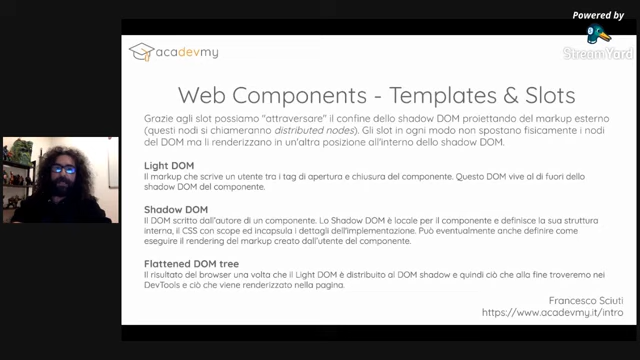 Powered by
StreamYard
acadevmy
Web Components - Templates & Slots
Grazie agli slot possiamo "attraversare" il confine dello shadow DOM proiettando del markup esterno
(questi nodi si chiameranno distributed nodes). Gli slot in ogni modo non spostano fisicamente i nodi
del DOM ma li renderizzano in un'altra posizione all'interno dello shadow DOM.
Light DOM
Il markup che scrive un utente tra i tag di apertura e chiusura del componente. Questo DOM vive al di fuori dello
shadow DOM del componente.
Shadow DOM
Il DOM scritto dall'autore di un componente. Lo Shadow DOM è locale per il componente e definisce la sua struttura
interna, il CSS con scope ed incapsula i dettagli dell'implementazione. Può eventualmente anche definire come
eseguire il rendering del markup creato dall'utente del componente.
Flattened DOM tree
Il risultato del browser una volta che il Light DOM è distribuito al DOM shadow e quindi ciò che alla fine troveremo nei
DevTools e ciò che viene renderizzato nella pagina.
Francesco Sciuti
https://www.acadevmy.it/intro